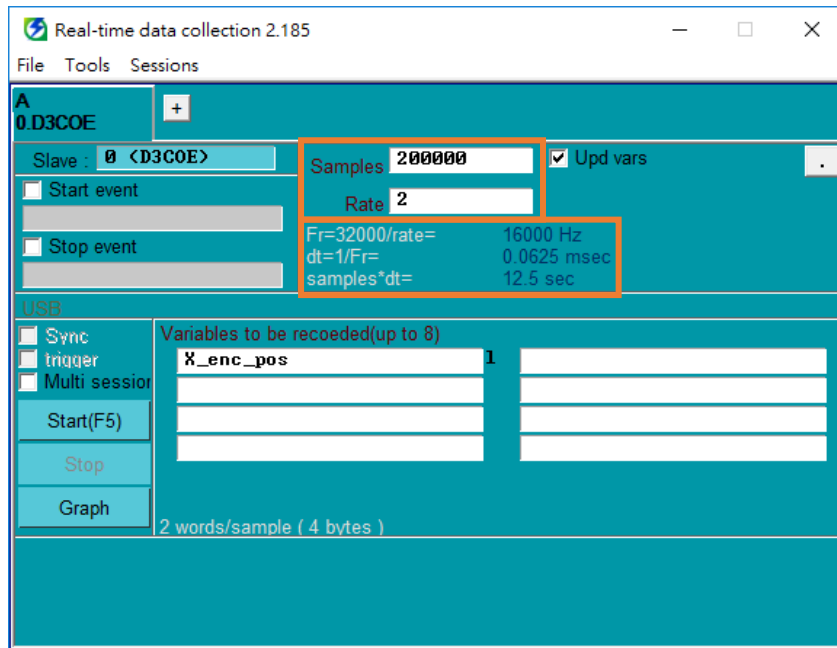 Real-time data collection 2.185
File Tools Sessions
A
0.D3COE
+
Slave : 0 <D3COE>
Samples 200000
Upd vars
.
Start event
Rate 2
Stop event
Fr=32000/rate= 16000 Hz
dt=1/Fr= 0.0625 msec
samples*dt= 12.5 sec
USB
Sync
Variables to be recoeded(up to 8)
trigger
X_enc_pos 1
Multi session
Start(F5)
Stop
Graph
2 words/sample ( 4 bytes )